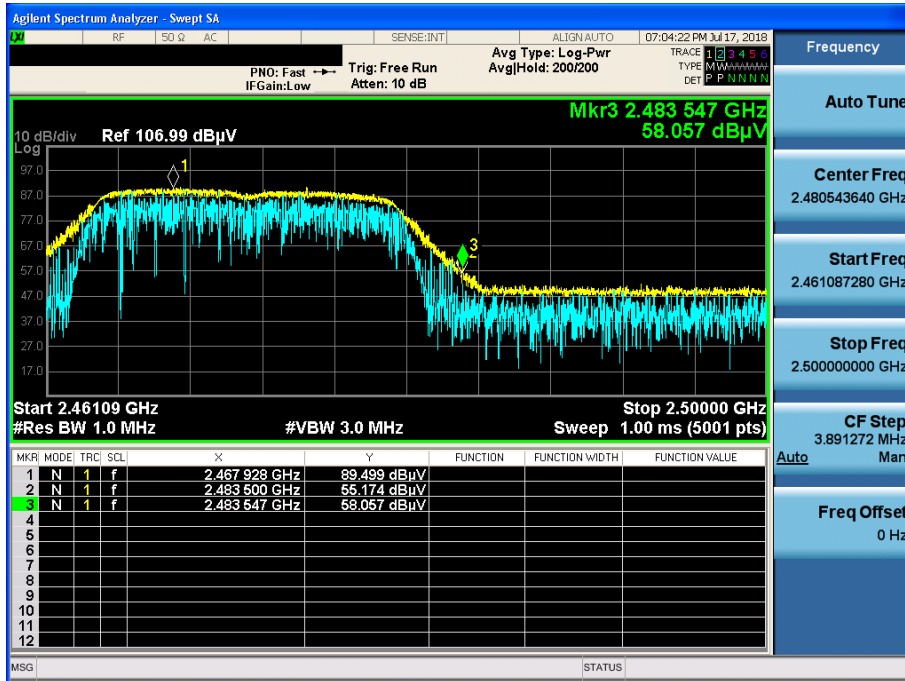 Agilent Spectrum Analyzer - Swept SA
LXI RF 50 Ω AC SENSE:INT ALIGN AUTO 07:04:22 PM Jul 17, 2018
PNO: Fast
IFGain:Low
Trig: Free Run
Atten: 10 dB
Avg Type: Log-Pwr
Avg|Hold: 200/200
TRACE 1 2 3 4 5 6
TYPE MWWWWW
DET P P N N N N
Mkr3 2.483 547 GHz
58.057 dBµV
10 dB/div Ref 106.99 dBµV
Log
97.0
87.0
77.0
67.0
57.0
47.0
37.0
27.0
17.0
1
3
2
Start 2.46109 GHz Stop 2.50000 GHz
#Res BW 1.0 MHz #VBW 3.0 MHz Sweep 1.00 ms (5001 pts)
MKR MODE TRC SCL X Y FUNCTION FUNCTION WIDTH FUNCTION VALUE
1 N 1 f 2.467 928 GHz 89.499 dBµV
2 N 1 f 2.483 500 GHz 55.174 dBµV
3 N 1 f 2.483 547 GHz 58.057 dBµV
4
5
6
7
8
9
10
11
12
MSG STATUS
Frequency
Auto Tune
Center Freq
2.480543640 GHz
Start Freq
2.461087280 GHz
Stop Freq
2.500000000 GHz
CF Step
3.891272 MHz
Auto Man
Freq Offset
0 Hz